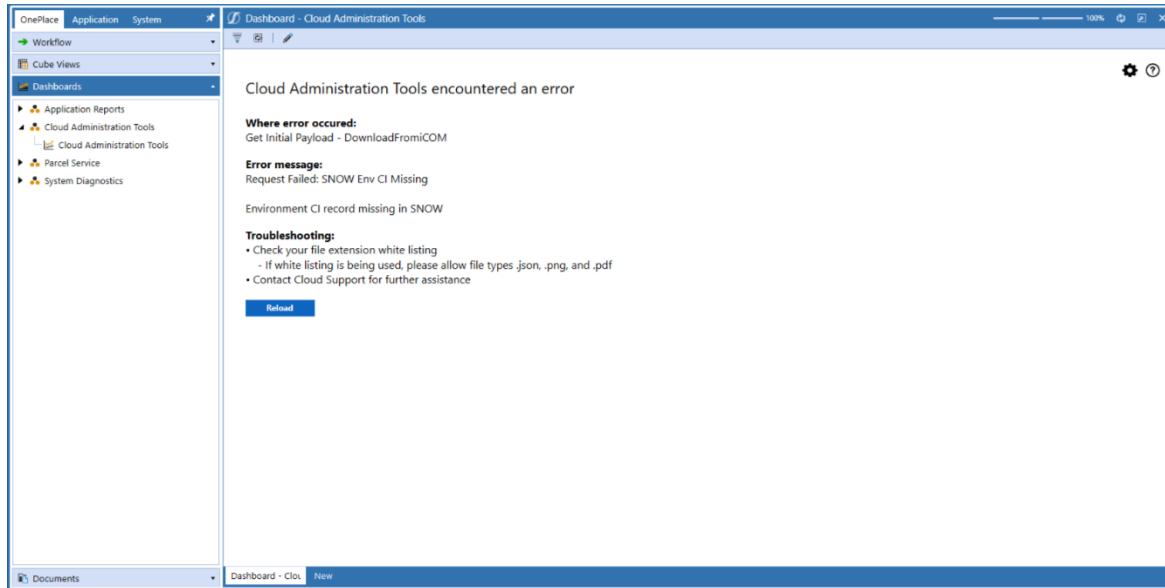 OnePlace Application System
Workflow
Cube Views
Dashboards
Application Reports
Cloud Administration Tools
Cloud Administration Tools
Parcel Service
System Diagnostics
Documents
Dashboard - Cloud Administration Tools
100%
Cloud Administration Tools encountered an error
Where error occured:
Get Initial Payload - DownloadFromiCOM
Error message:
Request Failed: SNOW Env CI Missing
Environment CI record missing in SNOW
Troubleshooting:
• Check your file extension white listing
- If white listing is being used, please allow file types .json, .png, and .pdf
• Contact Cloud Support for further assistance
Reload
Dashboard - Clou New